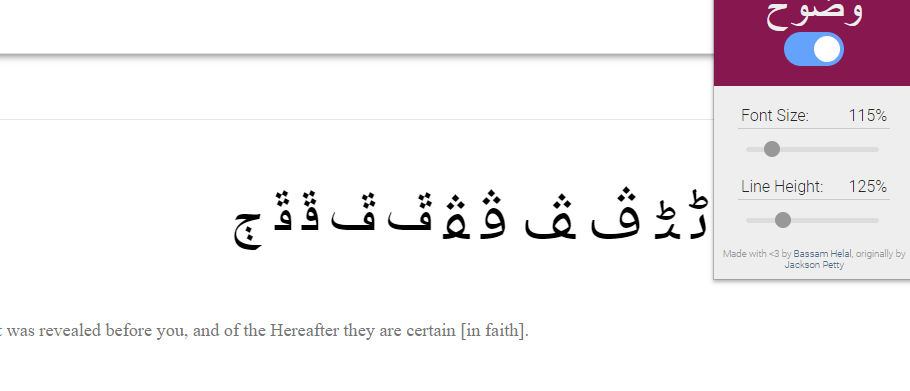 وضوح
Font Size: 115%
Line Height: 125%
ﭨ ﭩ ﭪ ﭫ ﭬ ﭭ ﭮ ﭯ ﭰ ﭱ ﭲ
Made with <3 by Bassam Helal, originally by
Jackson Petty
was revealed before you, and of the Hereafter they are certain [in faith].